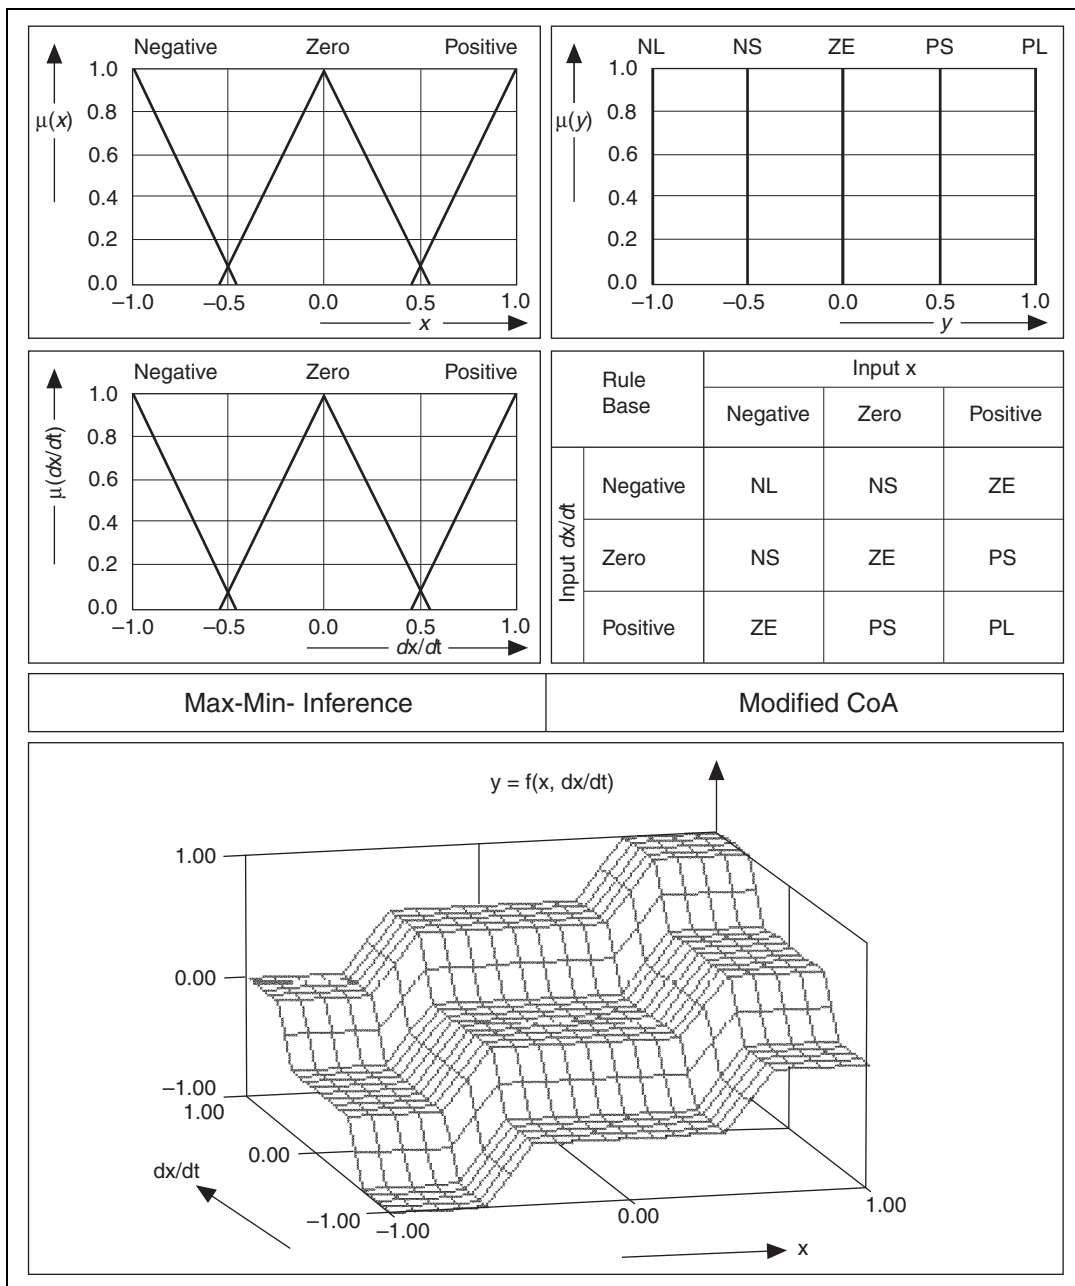 Negative Zero Positive
1.0
0.8
μ(x)
0.6
0.4
0.2
0.0
−1.0 −0.5 0.0 0.5 1.0
x
NL NS ZE PS PL
1.0
0.8
μ(y)
0.6
0.4
0.2
0.0
−1.0 −0.5 0.0 0.5 1.0
y
Negative Zero Positive
1.0
0.8
μ(dx/dt)
0.6
0.4
0.2
0.0
−1.0 −0.5 0.0 0.5 1.0
dx/dt
Rule
Base
Input x
Negative Zero Positive
Input dx/dt
Negative NL NS ZE
Zero NS ZE PS
Positive ZE PS PL
Max-Min- Inference Modified CoA
y = f(x, dx/dt)
1.00
0.00
−1.00
1.00
0.00
dx/dt
−1.00
−1.00
0.00
1.00
x